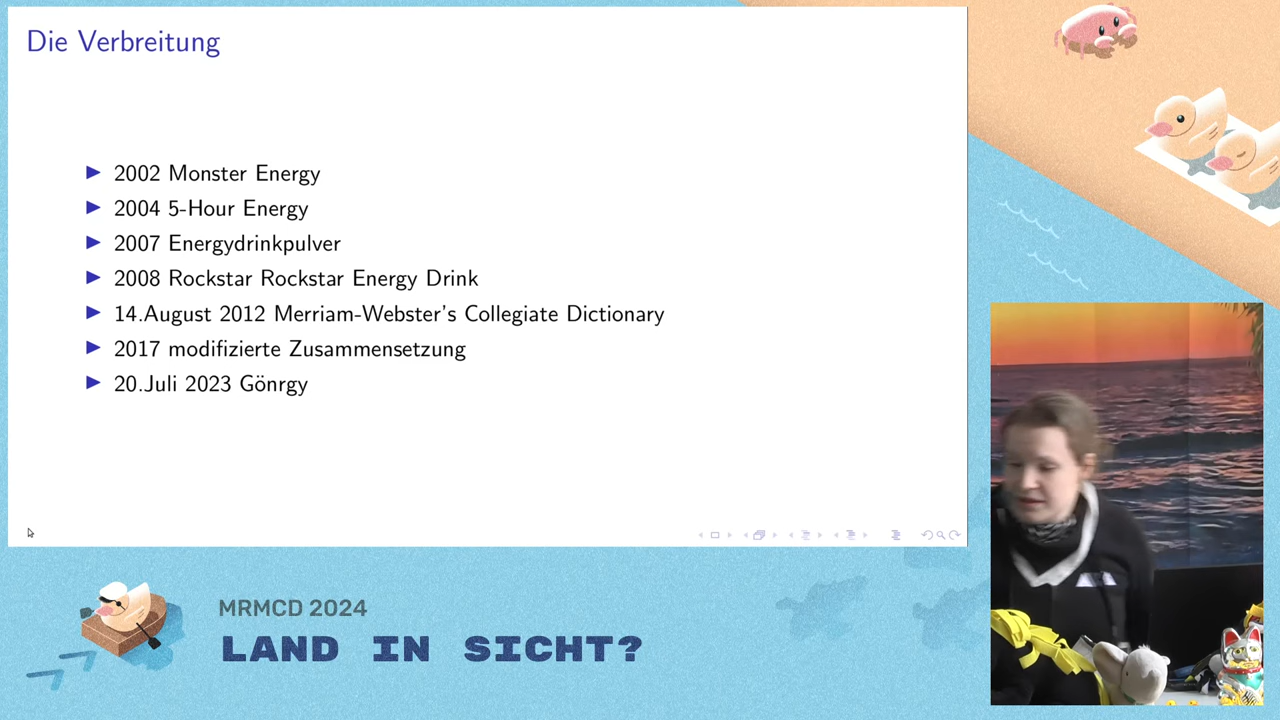 Die Verbreitung
2002 Monster Energy
2004 5-Hour Energy
2007 Energydrinkpulver
2008 Rockstar Rockstar Energy Drink
14.August 2012 Merriam-Webster's Collegiate Dictionary
2017 modifizierte Zusammensetzung
20.Juli 2023 Gönrgy
MRMCD 2024
LAND IN SICHT?